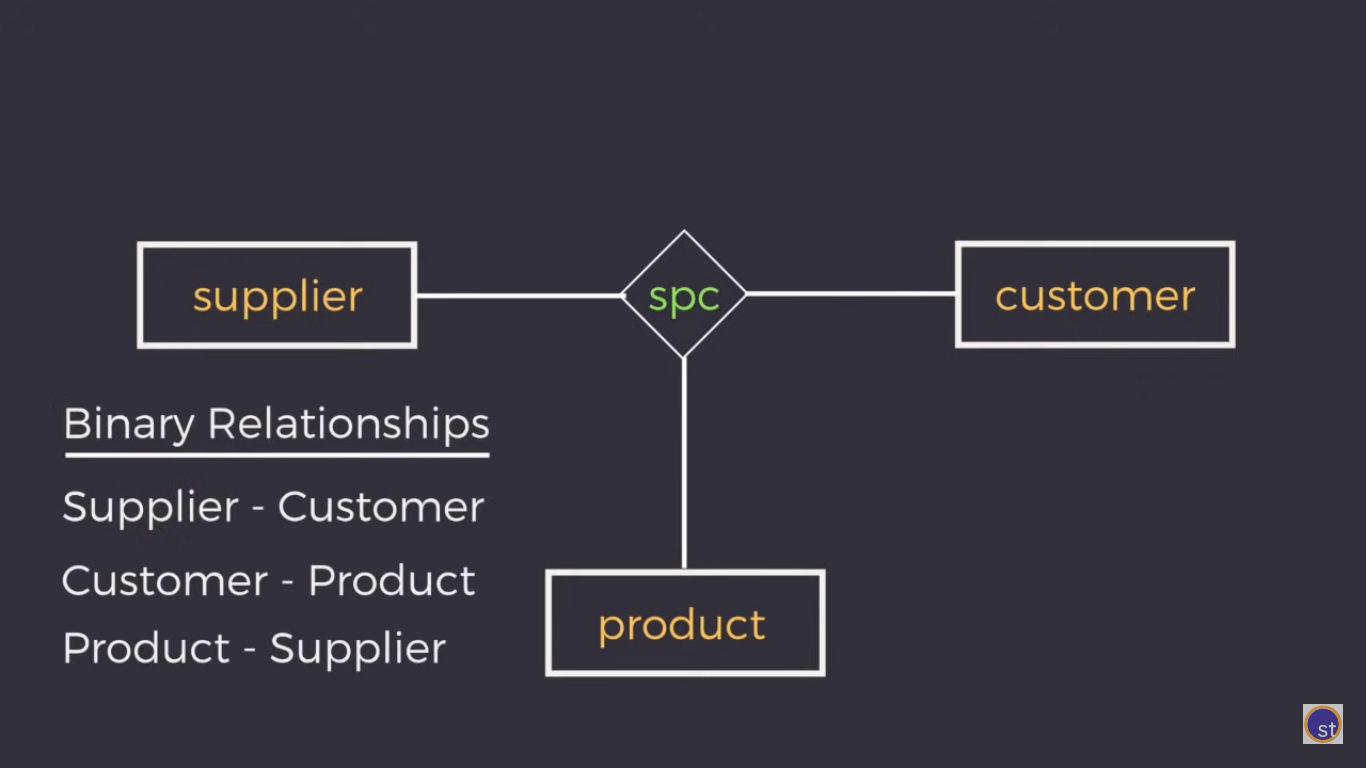 supplier
spc
customer
Binary Relationships
Supplier - Customer
Customer - Product
Product - Supplier
product
st